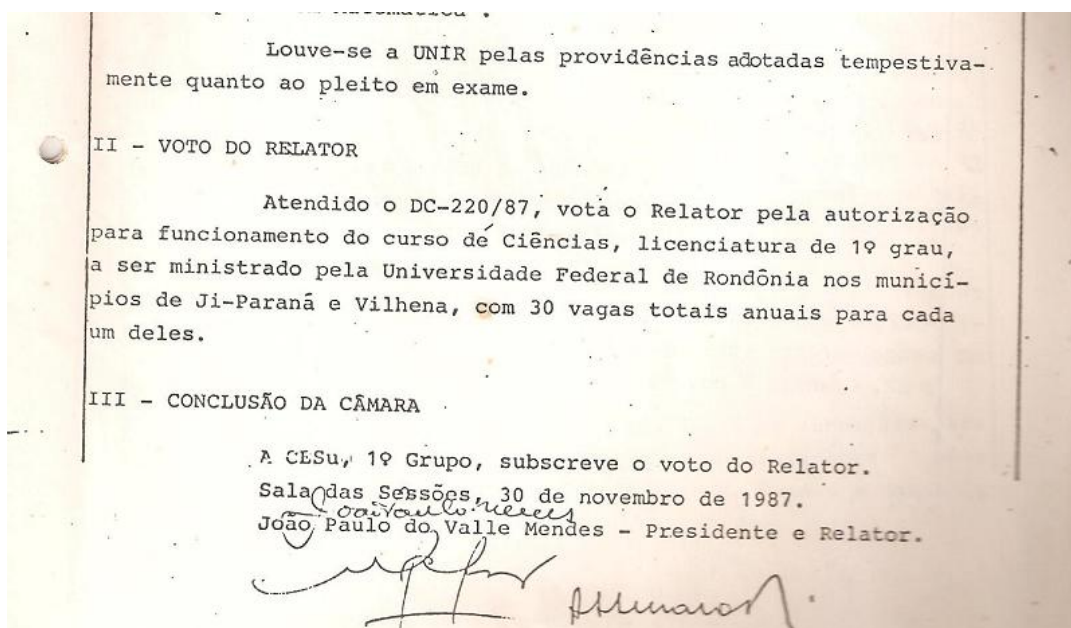 Louve-se a UNIR pelas providências adotadas tempestiva-
mente quanto ao pleito em exame.
II - VOTO DO RELATOR
Atendido o DC-220/87, vota o Relator pela autorização
para funcionamento do curso de Ciências, licenciatura de 1º grau,
a ser ministrado pela Universidade Federal de Rondônia nos municí-
pios de Ji-Paraná e Vilhena, com 30 vagas totais anuais para cada
um deles.
III - CONCLUSÃO DA CÂMARA
A CESu, 1º Grupo, subscreve o voto do Relator.
Sala das Sessões, 30 de novembro de 1987.
João Paulo do Valle Mendes - Presidente e Relator.